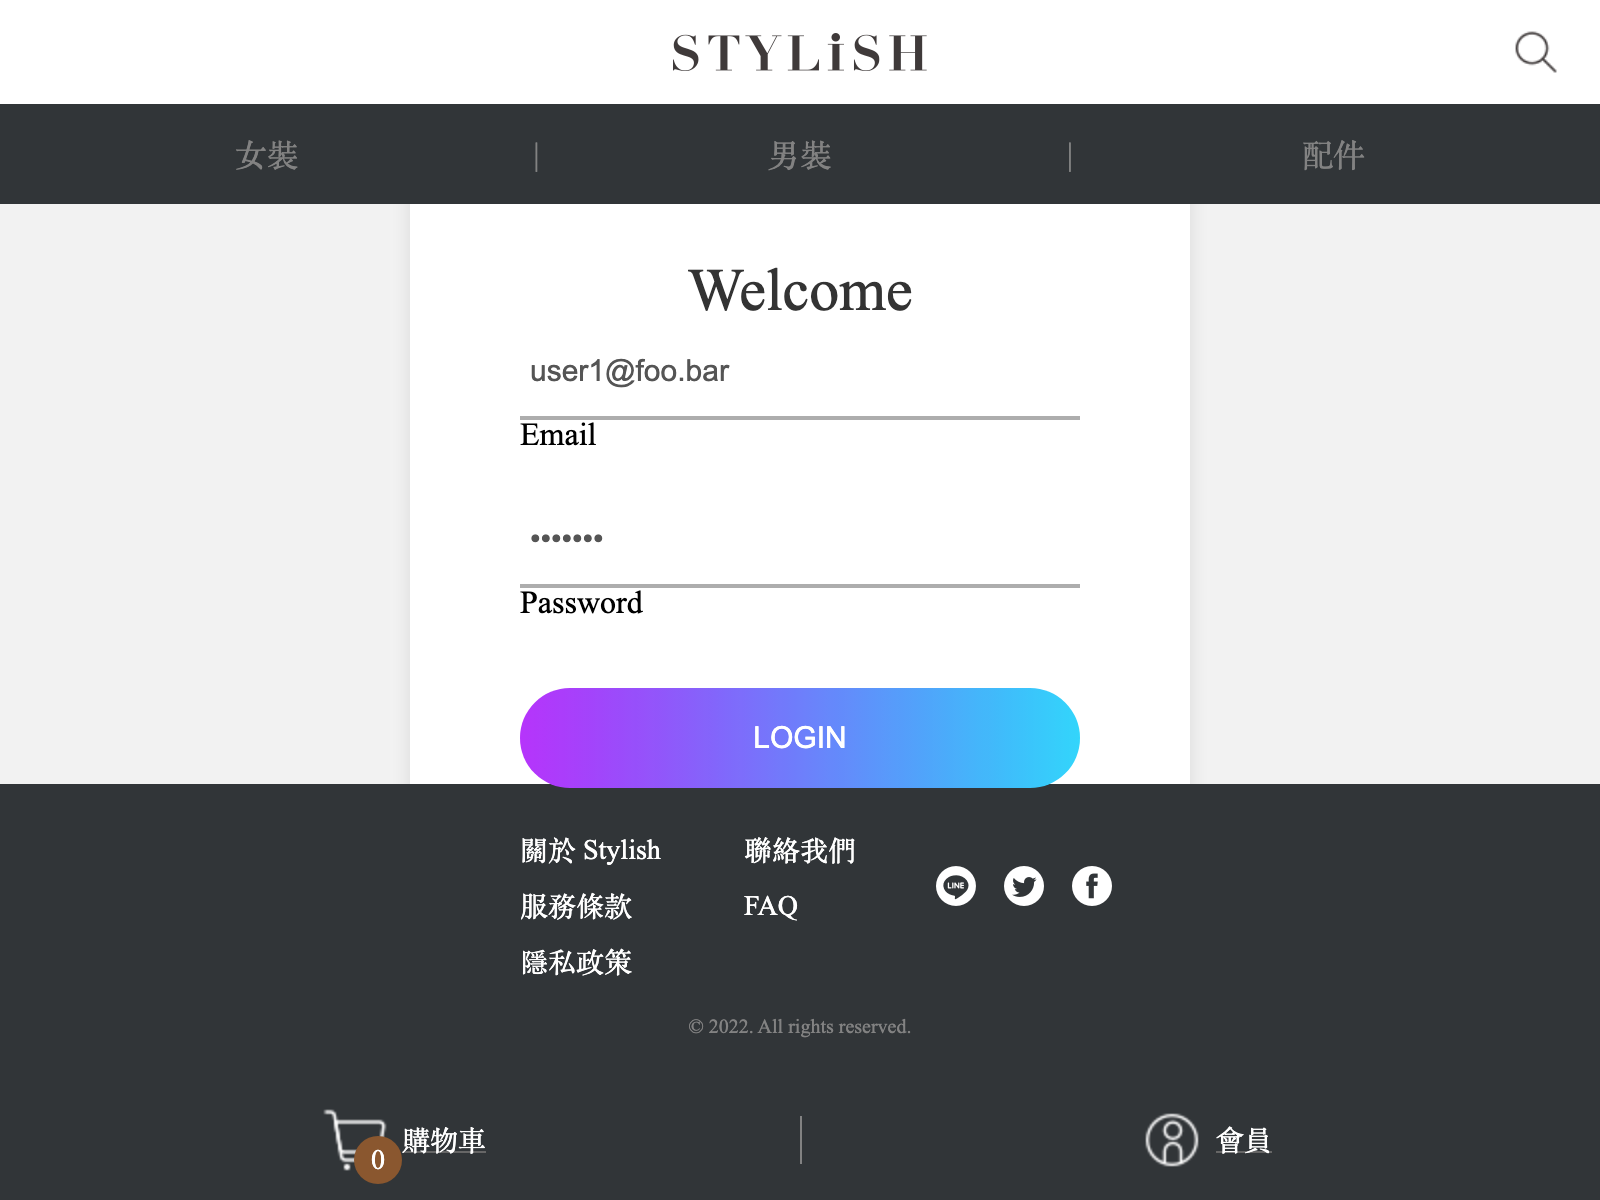 STYLiSH
女裝 | 男裝 | 配件
Welcome
user1@foo.bar
Email
•••••••
Password
LOGIN
關於 Stylish
服務條款
隱私政策
聯絡我們
FAQ
LINE
© 2022. All rights reserved.
0
購物車
會員